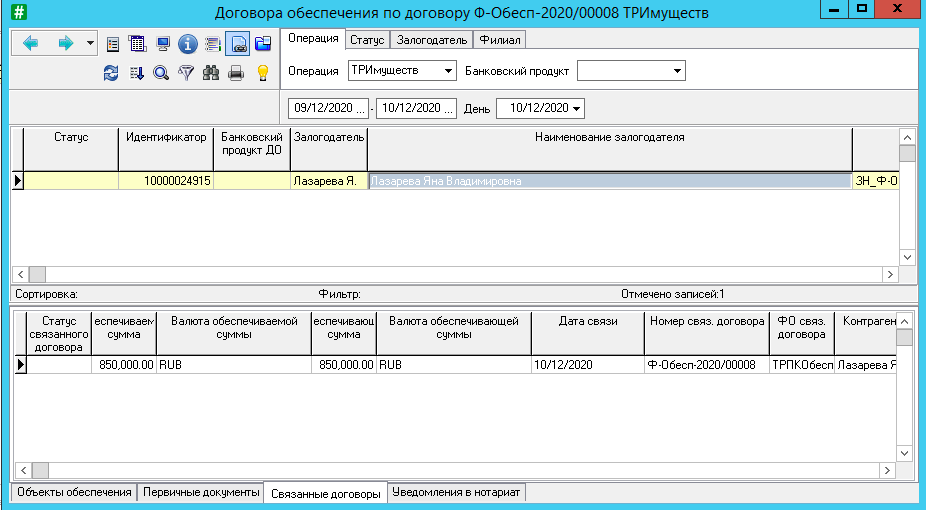 Договора обеспечения по договору Ф-Обесп-2020/00008 ТРИмуществ
Операция Статус Залогодатель Филиал
Операция ТРИмуществ Банковский продукт
09/12/2020 ... - 10/12/2020 ... День 10/12/2020
Статус Идентификатор Банковский продукт ДО Залогодатель Наименование залогодателя
10000024915 Лазарева Я. Лазарева Яна Владимировна ЗН_Ф-О
Сортировка: Фильтр: Отмечено записей:1
Статус связанного договора еспечиваем сумма Валюта обеспечиваемой суммы еспечивающ сумма Валюта обеспечивающей суммы Дата связи Номер связ. договора ФО связ. договора Контраген
850,000.00 RUB 850,000.00 RUB 10/12/2020 Ф-Обесп-2020/00008 ТРПКОбесп Лазарева Я
Объекты обеспечения Первичные документы Связанные договоры Уведомления в нотариат